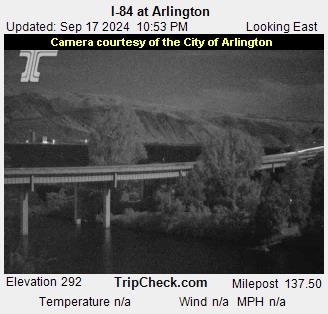 I-84 at Arlington
Updated: Sep 17 2024 10:53 PM Looking East
Camera courtesy of the City of Arlington
Elevation 292 TripCheck.com Milepost 137.50
Temperature n/a Wind n/a MPH n/a